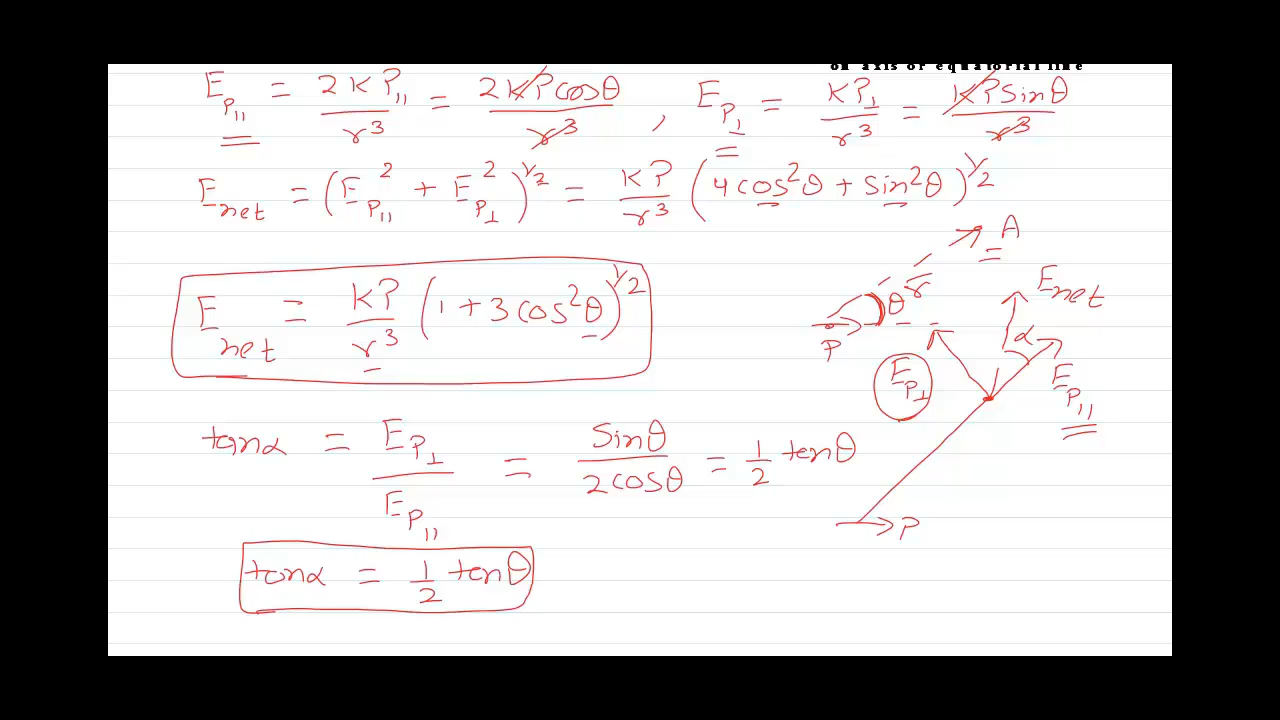 on axis or equatorial line
E_P∥ = 2KP∥/r³ = 2KPcosθ/r³ , E_P⊥ = KP⊥/r³ = KPsinθ/r³
E_net = (E_P∥² + E_P⊥²)^1/2 = KP/r³ (4cos²θ + sin²θ)^1/2
A
r
θ
P
E_net = KP/r³ (1 + 3cos²θ)^1/2
E_net
α
E_P⊥
E_P∥
tanα = E_P⊥/E_P∥ = Sinθ/2cosθ = 1/2 tanθ
P
tanα = 1/2 tanθ